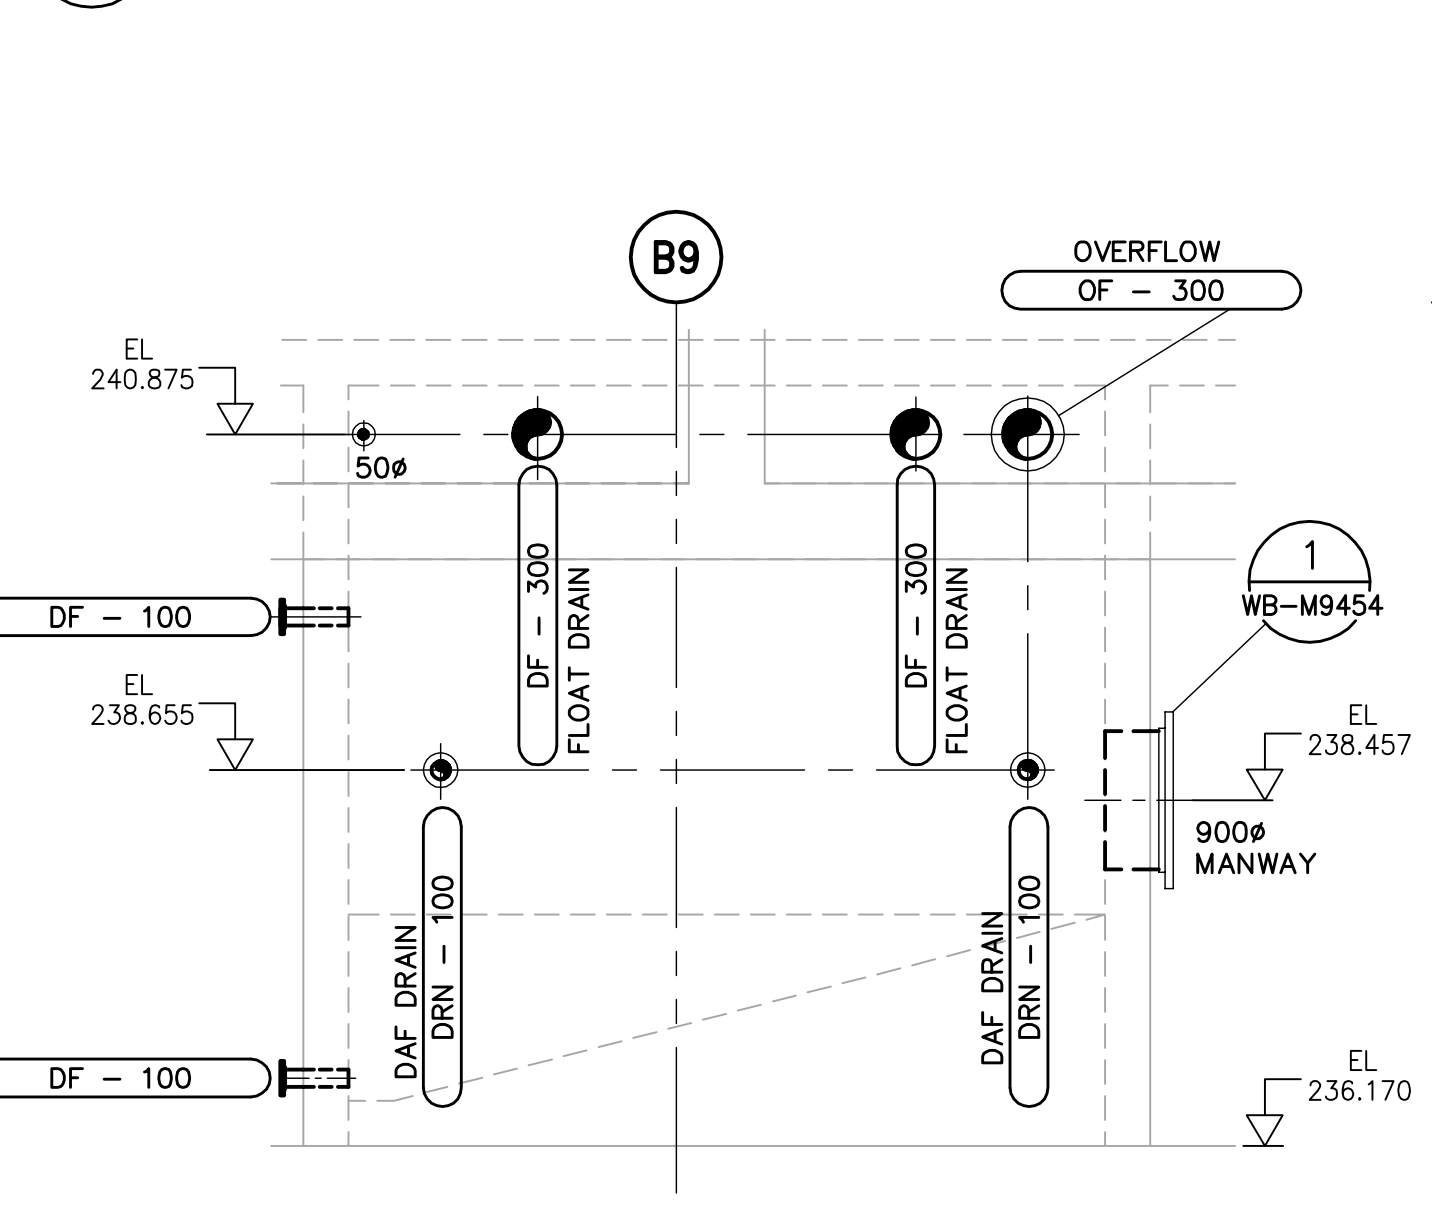 B9
OVERFLOW
OF - 300
EL
240.875
50ø
DF - 300
FLOAT DRAIN
DF - 300
FLOAT DRAIN
1
WB-M9454
DF - 100
EL
238.655
EL
238.457
900ø
MANWAY
DAF DRAIN
DRN - 100
DAF DRAIN
DRN - 100
DF - 100
EL
236.170